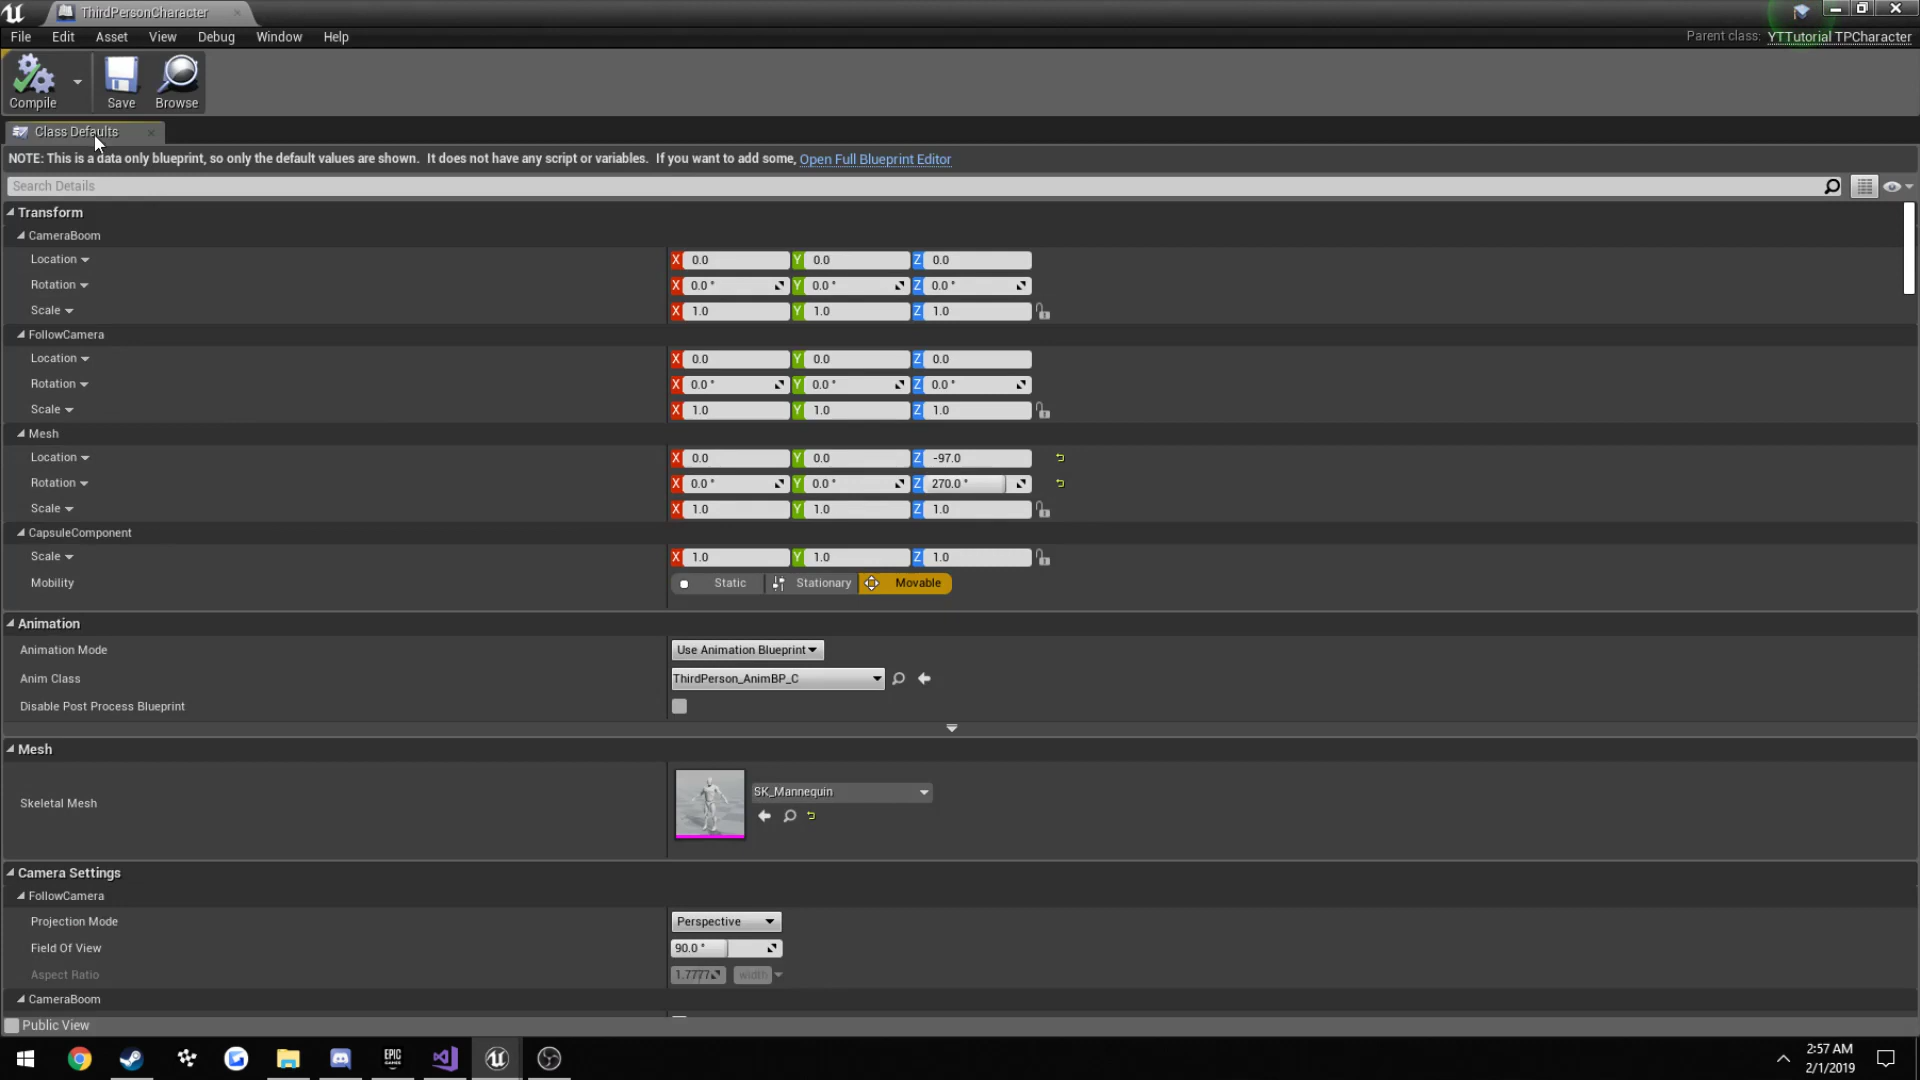 ThirdPersonCharacter
File Edit Asset View Debug Window Help
Parent class: YTTutorial TPCharacter
Compile Save Browse
Class Defaults
NOTE: This is a data only blueprint, so only the default values are shown. It does not have any script or variables. If you want to add some, Open Full Blueprint Editor
Search Details
Transform
CameraBoom
Location X 0.0 Y 0.0 Z 0.0
Rotation X 0.0 ° Y 0.0 ° Z 0.0 °
Scale X 1.0 Y 1.0 Z 1.0
FollowCamera
Location X 0.0 Y 0.0 Z 0.0
Rotation X 0.0 ° Y 0.0 ° Z 0.0 °
Scale X 1.0 Y 1.0 Z 1.0
Mesh
Location X 0.0 Y 0.0 Z -97.0
Rotation X 0.0 ° Y 0.0 ° Z 270.0 °
Scale X 1.0 Y 1.0 Z 1.0
CapsuleComponent
Scale X 1.0 Y 1.0 Z 1.0
Mobility Static Stationary Movable
Animation
Animation Mode Use Animation Blueprint
Anim Class ThirdPerson_AnimBP_C
Disable Post Process Blueprint
Mesh
Skeletal Mesh SK_Mannequin
Camera Settings
FollowCamera
Projection Mode Perspective
Field Of View 90.0 °
Aspect Ratio 1.7777 width
CameraBoom
Public View
EPIC GAMES
2:57 AM
2/1/2019